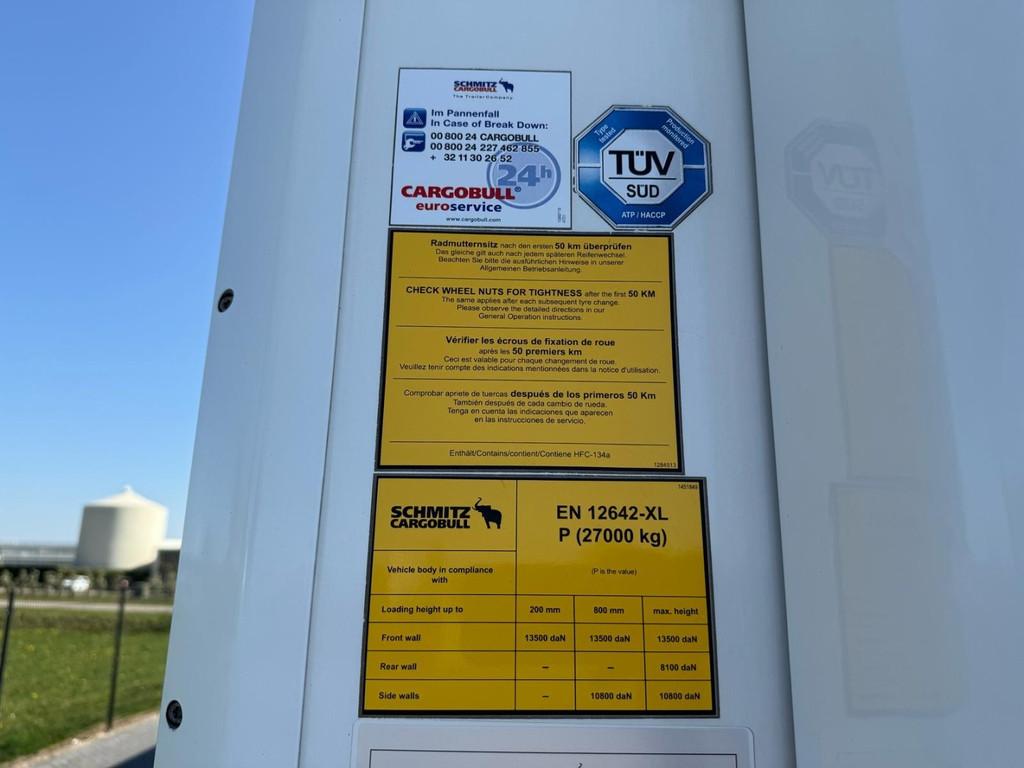 SCHMITZ
CARGOBULL
The Trailer Company.
Im Pannenfall
In Case of Break Down:
00 800 24 CARGOBULL
00 800 24 227 462 855
+ 32 11 30 26 52
24h
CARGOBULL®
euroservice
www.cargobull.com
Type tested
Production monitored
TÜV
SÜD
ATP / HACCP
Radmutternsitz nach den ersten 50 km überprüfen
Das gleiche gilt auch nach jedem späteren Reifenwechsel.
Beachten Sie bitte die ausführlichen Hinweise in unserer
Allgemeinen Betriebsanleitung.
CHECK WHEEL NUTS FOR TIGHTNESS after the first 50 KM
The same applies after each subsequent tyre change.
Please observe the detailed directions in our
General Operation instructions.
Vérifier les écrous de fixation de roue
après les 50 premiers km
Ceci est valable pour chaque changement de roue.
Veuillez tenir compte des indications mentionnées dans la notice d'utilisation.
Comprobar apriete de tuercas después de los primeros 50 Km
También después de cada cambio de rueda.
Tenga en cuenta las indicaciones que aparecen
en las instrucciones de servicio.
Enthält/Contains/contient/Contiene HFC-134a
1284513
1451849
SCHMITZ
CARGOBULL
EN 12642-XL
P (27000 kg)
Vehicle body in compliance
with
(P is the value)
Loading height up to 200 mm 800 mm max. height
Front wall 13500 daN 13500 daN 13500 daN
Rear wall – – 8100 daN
Side walls – 10800 daN 10800 daN